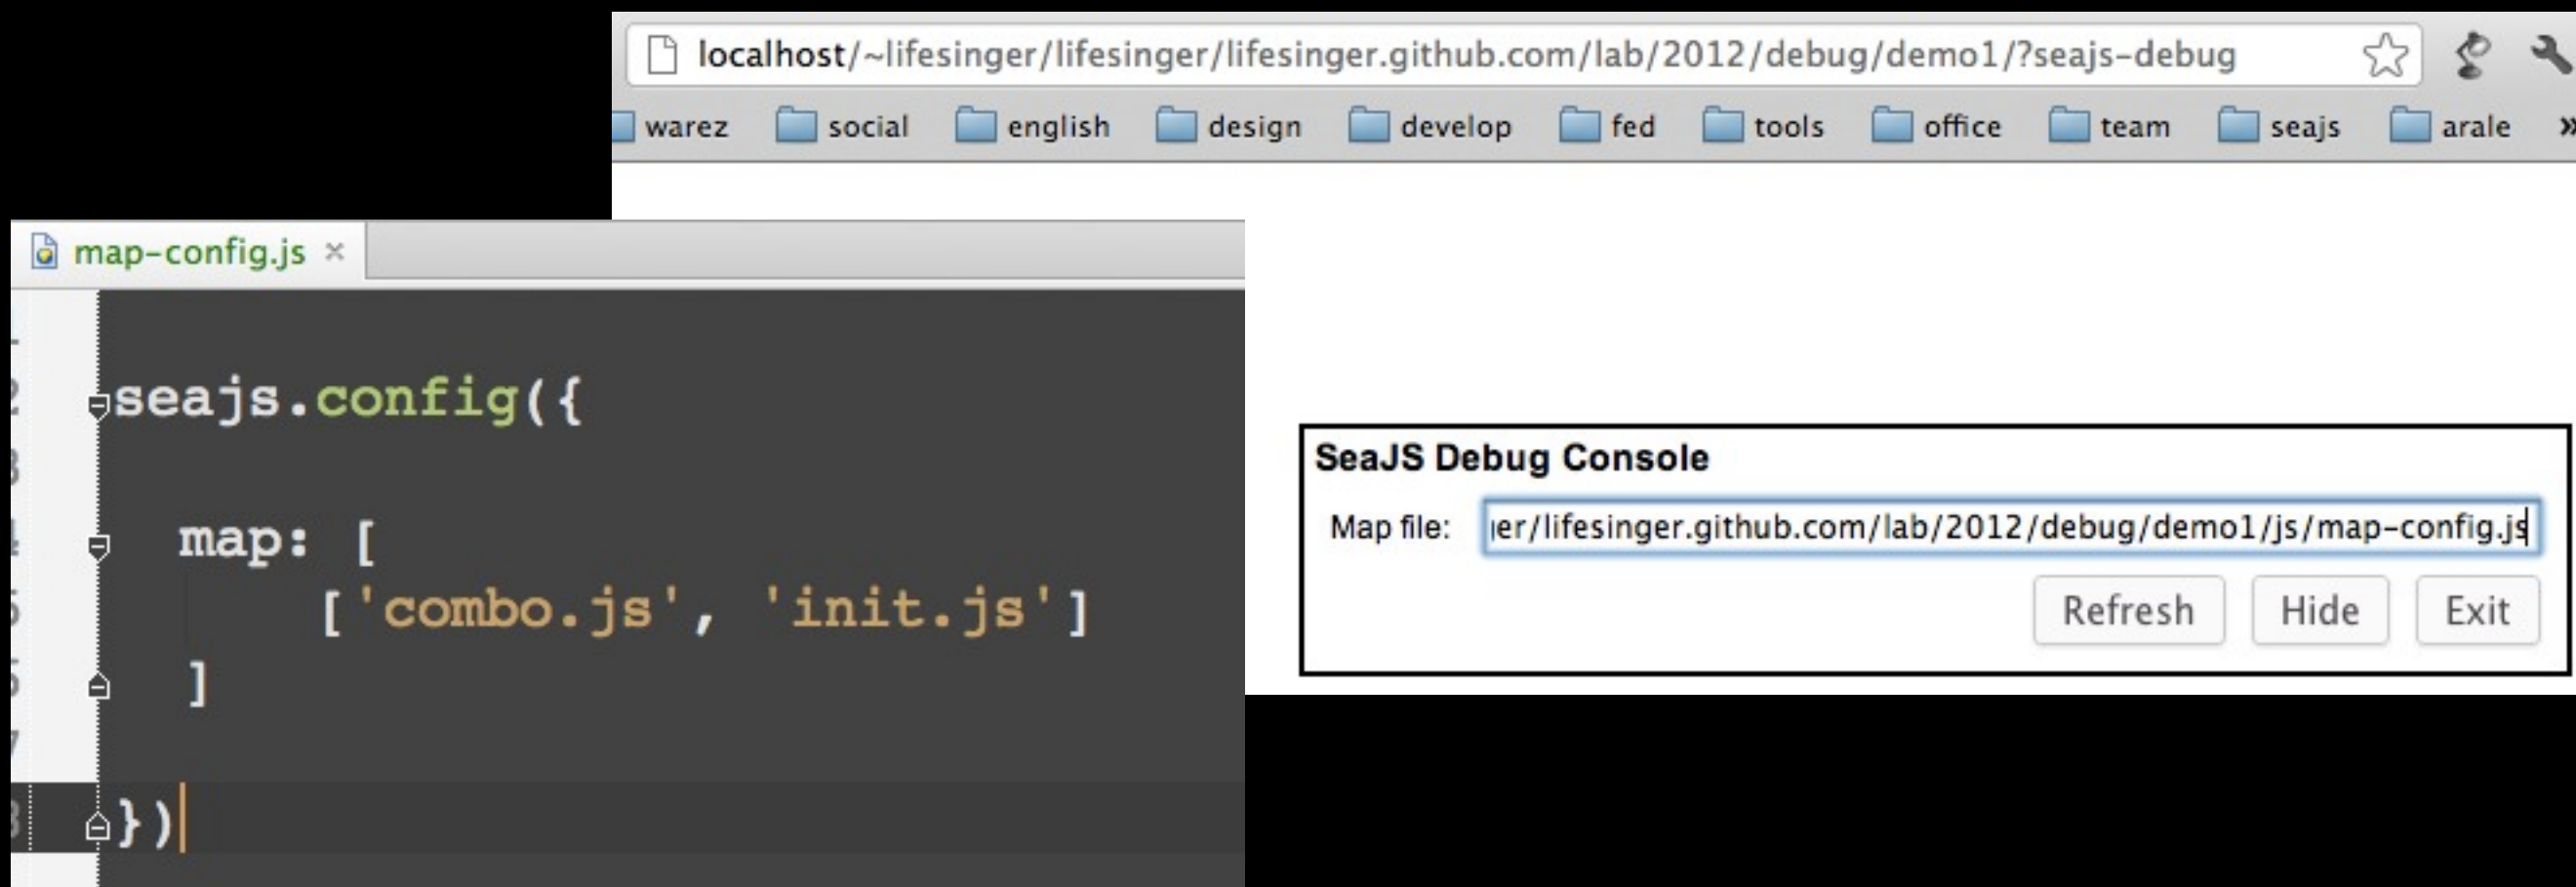 localhost/~lifesinger/lifesinger/lifesinger.github.com/lab/2012/debug/demo1/?seajs-debug
warez social english design develop fed tools office team seajs arale »
map-config.js ×
seajs.config({
map: [
['combo.js', 'init.js']
]
})
SeaJS Debug Console
Map file: er/lifesinger.github.com/lab/2012/debug/demo1/js/map-config.js
Refresh Hide Exit